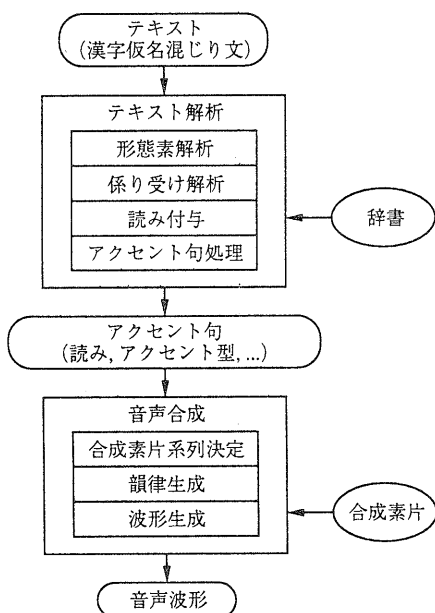 テキスト
(漢字仮名混じり文)
テキスト解析
形態素解析
係り受け解析
読み付与
アクセント句処理
辞書
アクセント句
(読み, アクセント型, ...)
音声合成
合成素片系列決定
韻律生成
波形生成
合成素片
音声波形